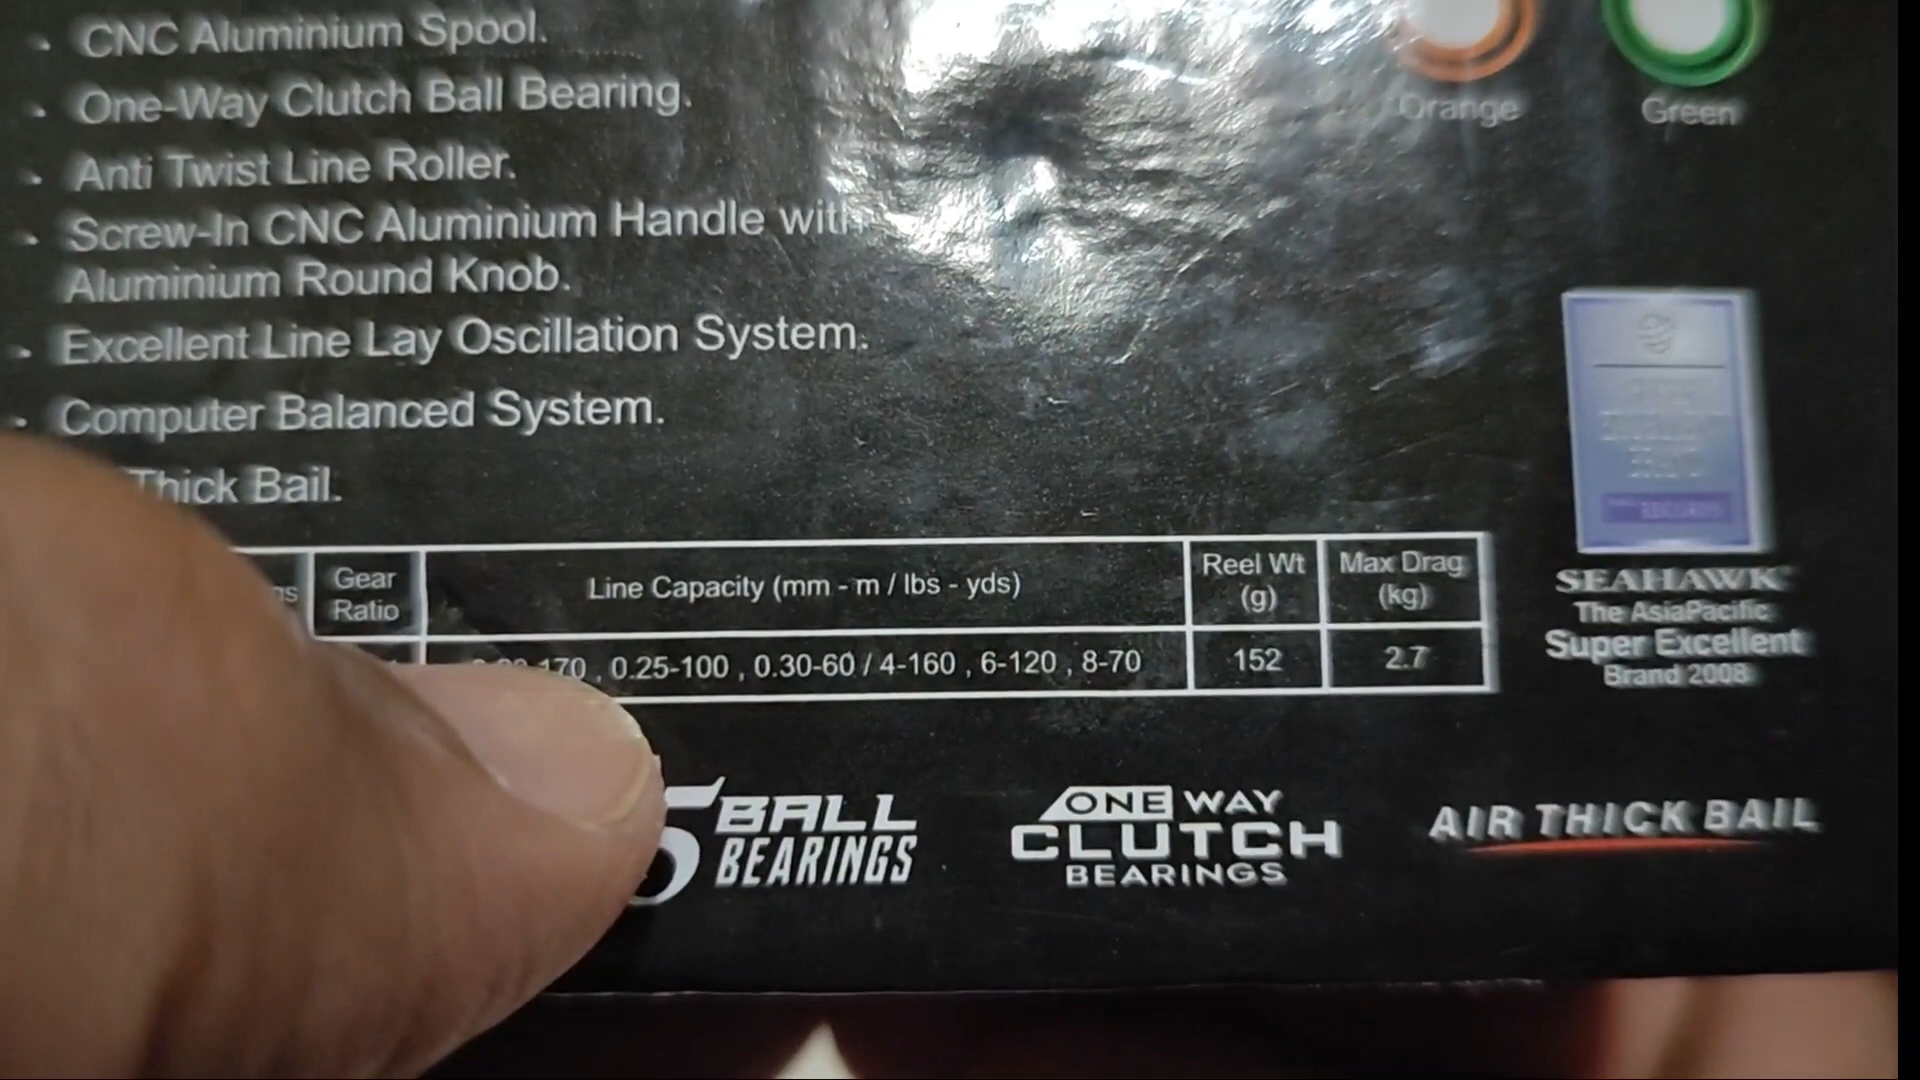 - CNC Aluminium Spool.
- One-Way Clutch Ball Bearing.
- Anti Twist Line Roller.
- Screw-In CNC Aluminium Handle with
Aluminium Round Knob.
- Excellent Line Lay Oscillation System.
- Computer Balanced System.
Thick Bail.
Orange
Green
Gear Ratio
Line Capacity (mm - m / lbs - yds)
Reel Wt (g)
Max Drag (kg)
170 , 0.25-100 , 0.30-60 / 4-160 , 6-120 , 8-70
152
2.7
SEAHAWK
The AsiaPacific
Super Excellent
Brand 2008
5 BALL BEARINGS
ONE WAY
CLUTCH
BEARINGS
AIR THICK BAIL